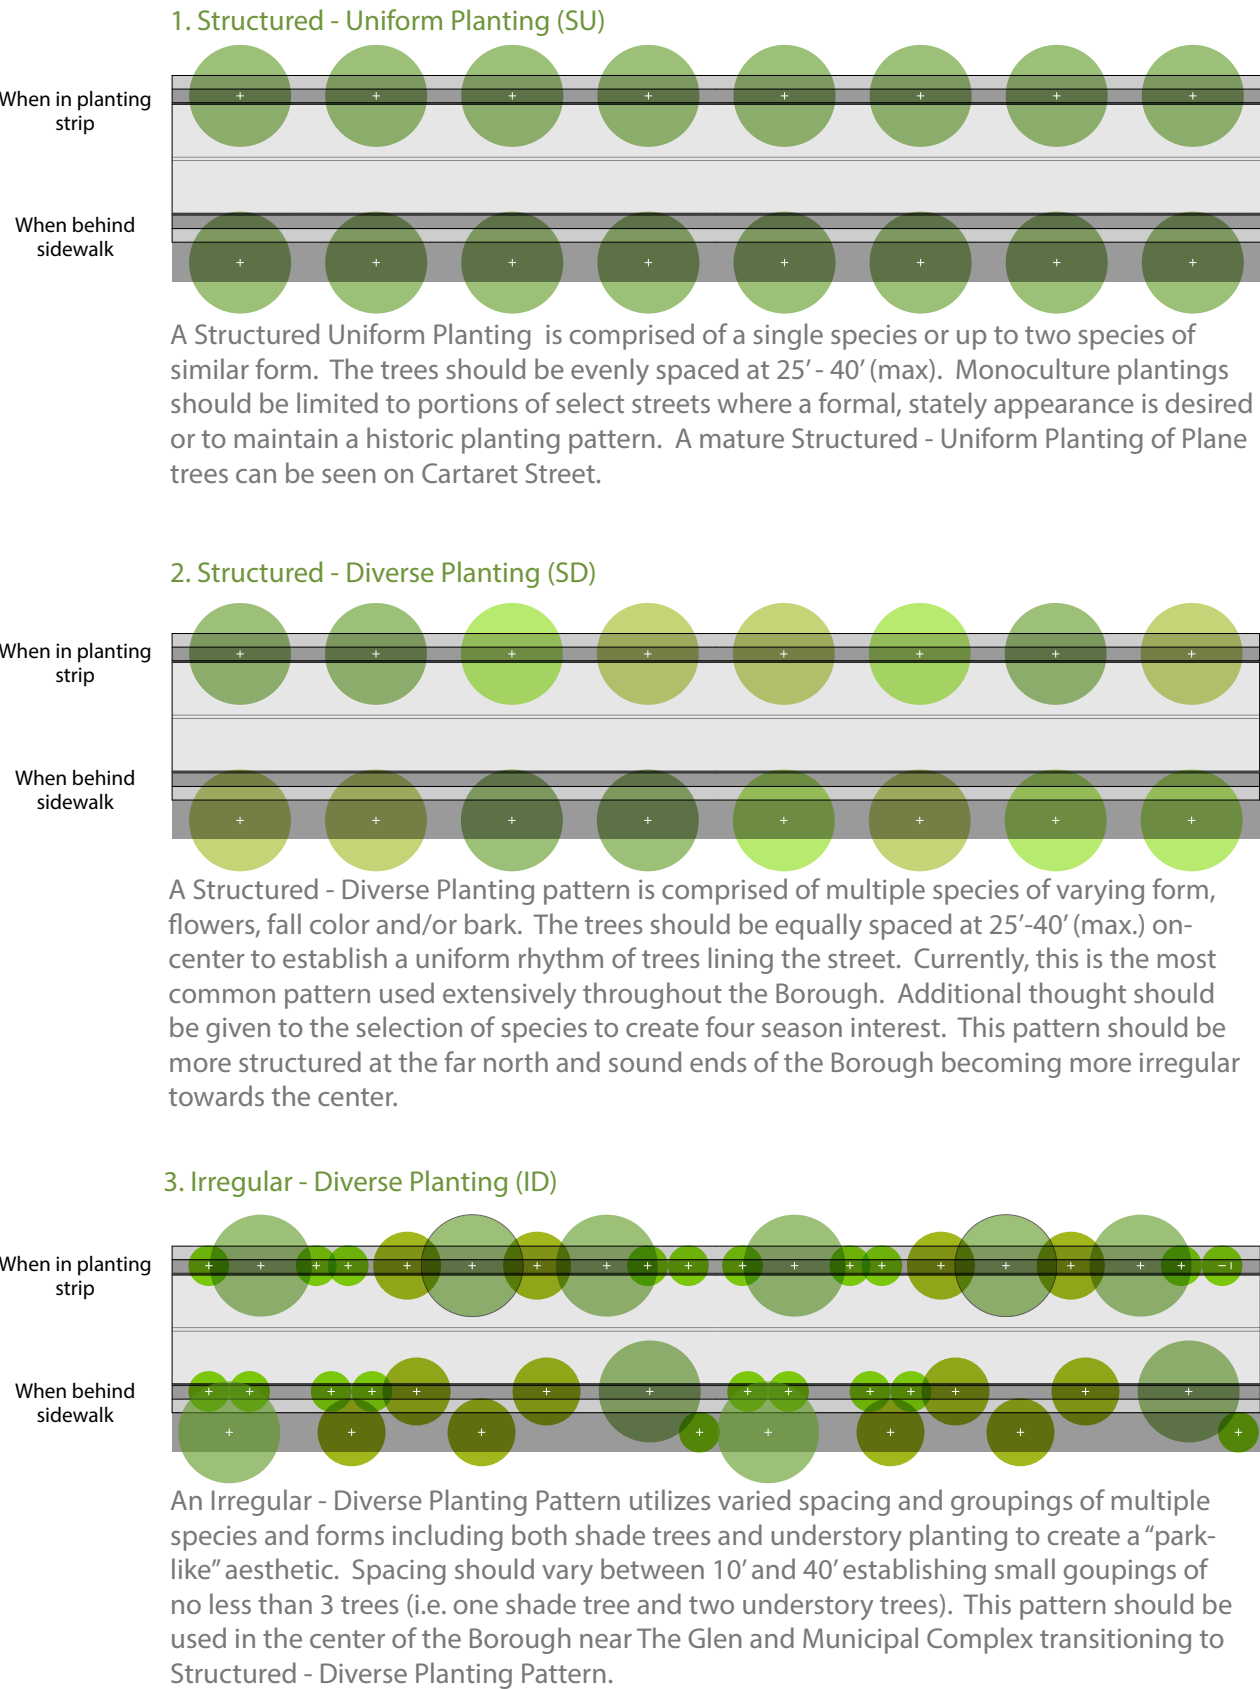 1. Structured - Uniform Planting (SU)
When in planting
strip
When behind
sidewalk
A Structured Uniform Planting  is comprised of a single species or up to two species of
similar form.  The trees should be evenly spaced at 25’ - 40’ (max).  Monoculture plantings
should be limited to portions of select streets where a formal, stately appearance is desired
or to maintain a historic planting pattern.  A mature Structured - Uniform Planting of Plane
trees can be seen on Cartaret Street.
2. Structured - Diverse Planting (SD)
When in planting
strip
When behind
sidewalk
A Structured - Diverse Planting pattern is comprised of multiple species of varying form,
flowers, fall color and/or bark.  The trees should be equally spaced at 25’-40’ (max.) on-
center to establish a uniform rhythm of trees lining the street.  Currently, this is the most
common pattern used extensively throughout the Borough.  Additional thought should
be given to the selection of species to create four season interest.  This pattern should be
more structured at the far north and sound ends of the Borough becoming more irregular
towards the center.
3. Irregular - Diverse Planting (ID)
When in planting
strip
When behind
sidewalk
An Irregular - Diverse Planting Pattern utilizes varied spacing and groupings of multiple
species and forms including both shade trees and understory planting to create a “park-
like” aesthetic.  Spacing should vary between 10’ and 40’ establishing small goupings of
no less than 3 trees (i.e. one shade tree and two understory trees).  This pattern should be
used in the center of the Borough near The Glen and Municipal Complex transitioning to
Structured - Diverse Planting Pattern.